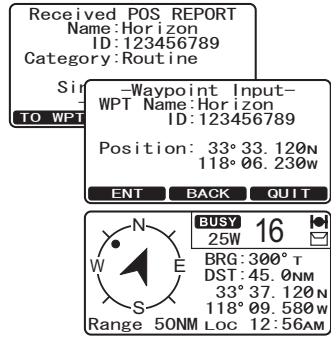 Received POS REPORT
Name:Horizon
ID:123456789
Category:Routine
Sin
TO WPT
—Waypoint Input—
WPT Name:Horizon
ID:123456789
Position: 33°33.120N
118°06.230W
ENT BACK QUIT
N
W E
S
BUSY
25W 16
BRG:300° T
DST:45.0NM
33°37.120N
118°09.580W
Range 50NM LOC 12:56AM